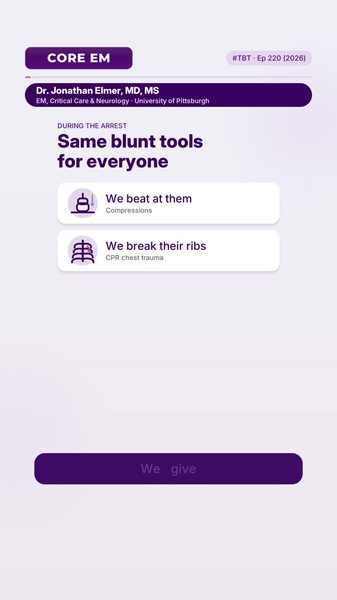 CORE EM
#TBT · Ep 220 (2026)
Dr. Jonathan Elmer, MD, MS
EM, Critical Care & Neurology · University of Pittsburgh
DURING THE ARREST
Same blunt tools
for everyone
We beat at them
Compressions
We break their ribs
CPR chest trauma
We give